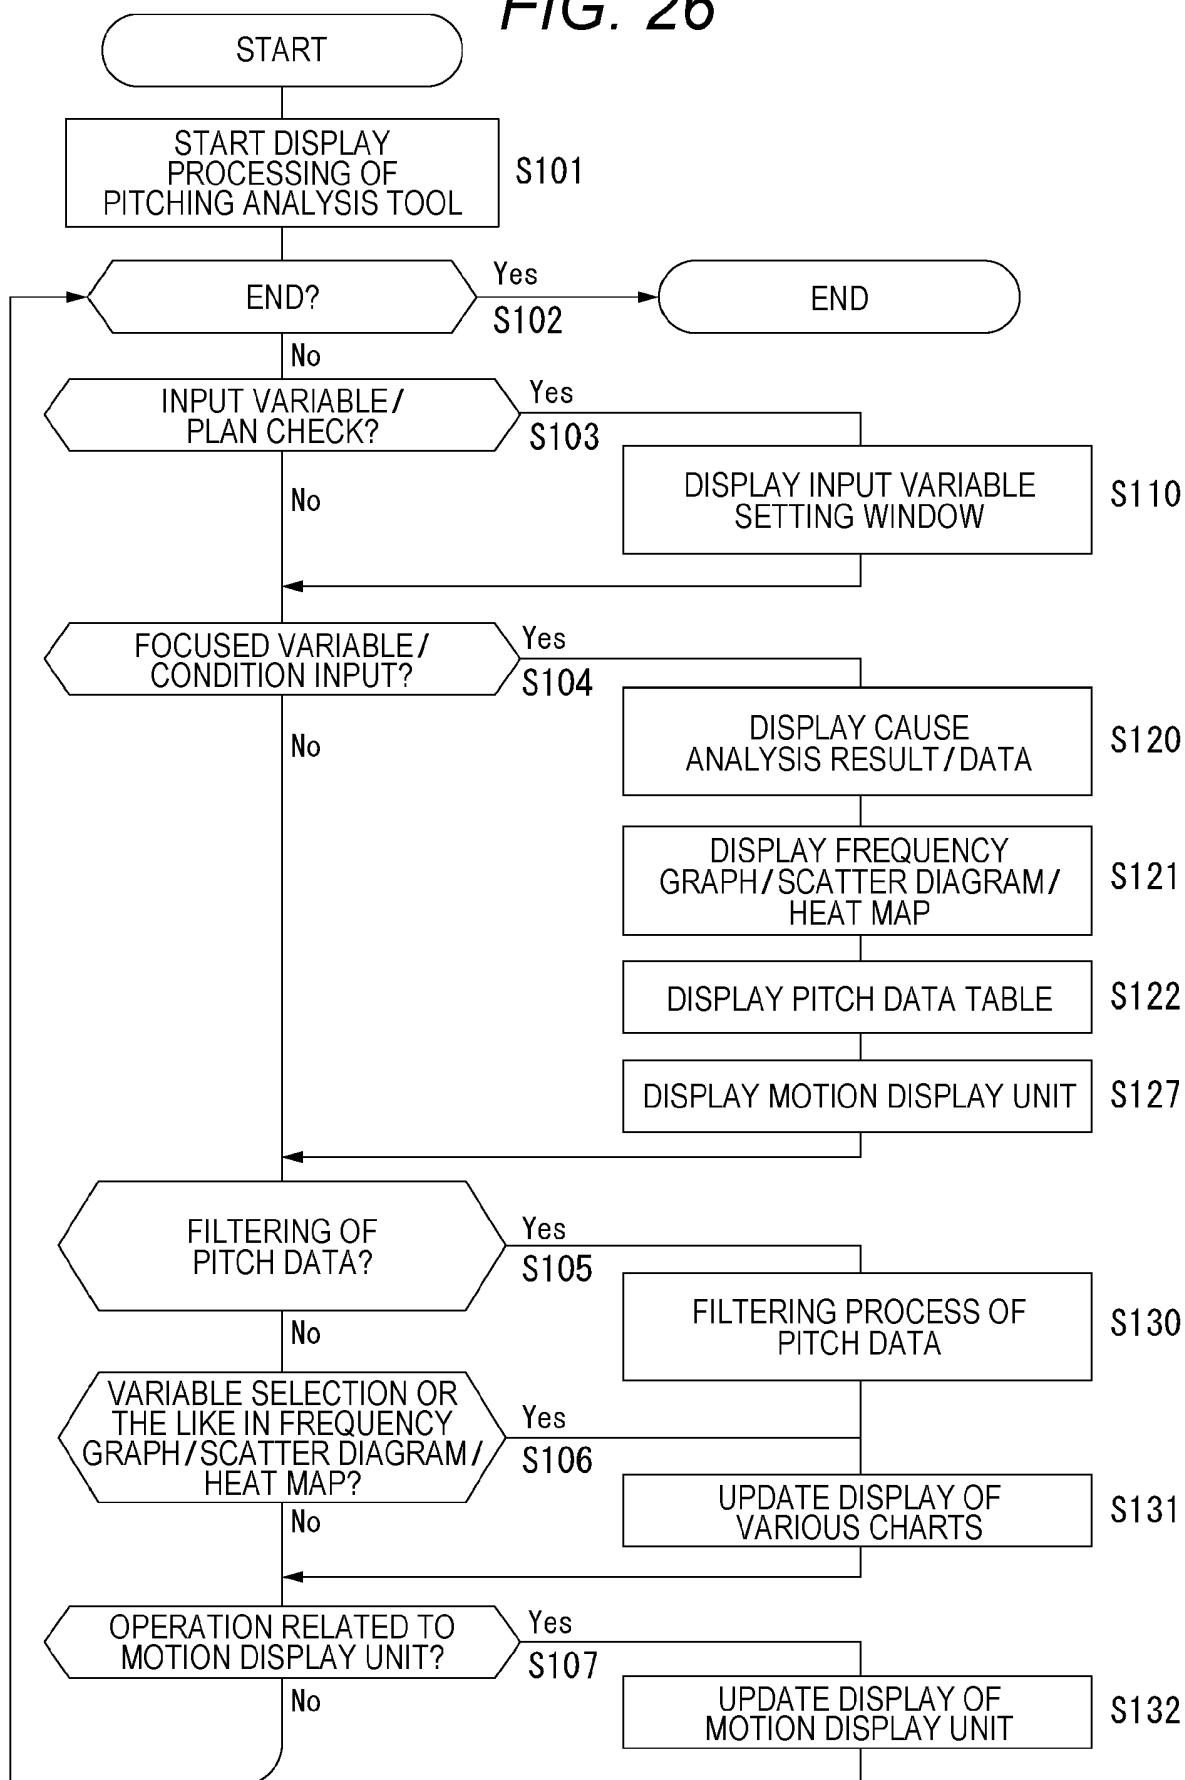 FIG. 26
START
START DISPLAY
PROCESSING OF
PITCHING ANALYSIS TOOL
S101
END?
Yes
S102
END
No
INPUT VARIABLE/
PLAN CHECK?
Yes
S103
No
DISPLAY INPUT VARIABLE
SETTING WINDOW
S110
FOCUSED VARIABLE/
CONDITION INPUT?
Yes
S104
No
DISPLAY CAUSE
ANALYSIS RESULT/DATA
S120
DISPLAY FREQUENCY
GRAPH/SCATTER DIAGRAM/
HEAT MAP
S121
DISPLAY PITCH DATA TABLE
S122
DISPLAY MOTION DISPLAY UNIT
S127
FILTERING OF
PITCH DATA?
Yes
S105
No
FILTERING PROCESS OF
PITCH DATA
S130
VARIABLE SELECTION OR
THE LIKE IN FREQUENCY
GRAPH/SCATTER DIAGRAM/
HEAT MAP?
Yes
S106
No
UPDATE DISPLAY OF
VARIOUS CHARTS
S131
OPERATION RELATED TO
MOTION DISPLAY UNIT?
Yes
S107
No
UPDATE DISPLAY OF
MOTION DISPLAY UNIT
S132